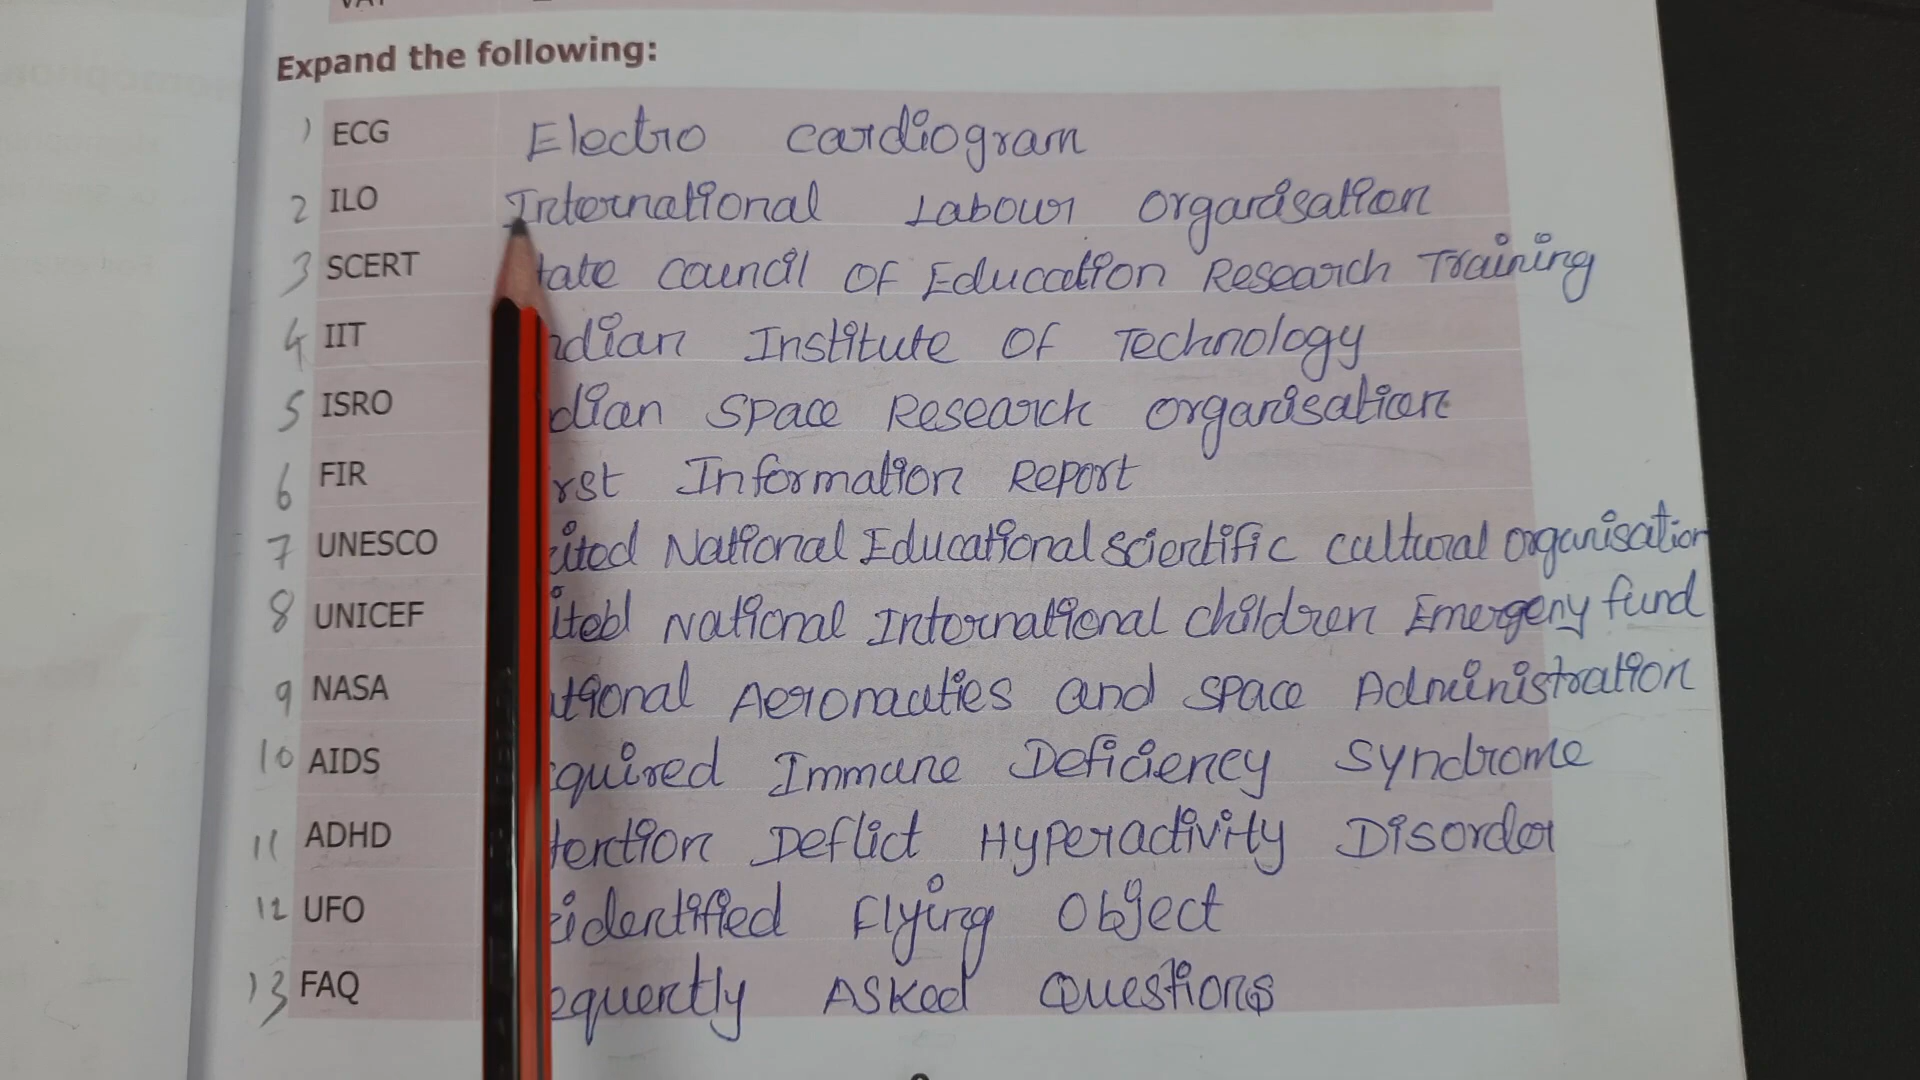 Expand the following:
1) ECG Electro cardiogram
2 ILO International Labour Organisation
3 SCERT tate council OF Education Research Training
4 IIT dian Institute OF Technology
5 ISRO dian Space Research Organisation
6 FIR rst Information Report
7 UNESCO ited National Educational Scientific cultural Organisation
8 UNICEF ited National International children Emergeny fund
9 NASA tional Aeronauties and Space Administration
10 AIDS quired Immune Deficiency Syndrome
11 ADHD tention Deflict Hyperactivity Disorder
12 UFO identified Flying Object
13 FAQ equently Asked Questions